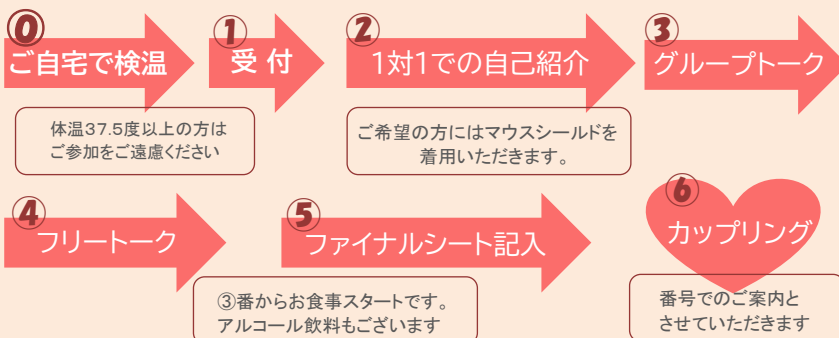 ⓪
ご自宅で検温
①
受 付
②
1対1での自己紹介
③
グループトーク
体温37.5度以上の方は
ご参加をご遠慮ください
ご希望の方にはマウスシールドを
着用いただきます。
④
フリートーク
⑤
ファイナルシート記入
⑥
カップリング
③番からお食事スタートです。
アルコール飲料もございます
番号でのご案内と
させていただきます